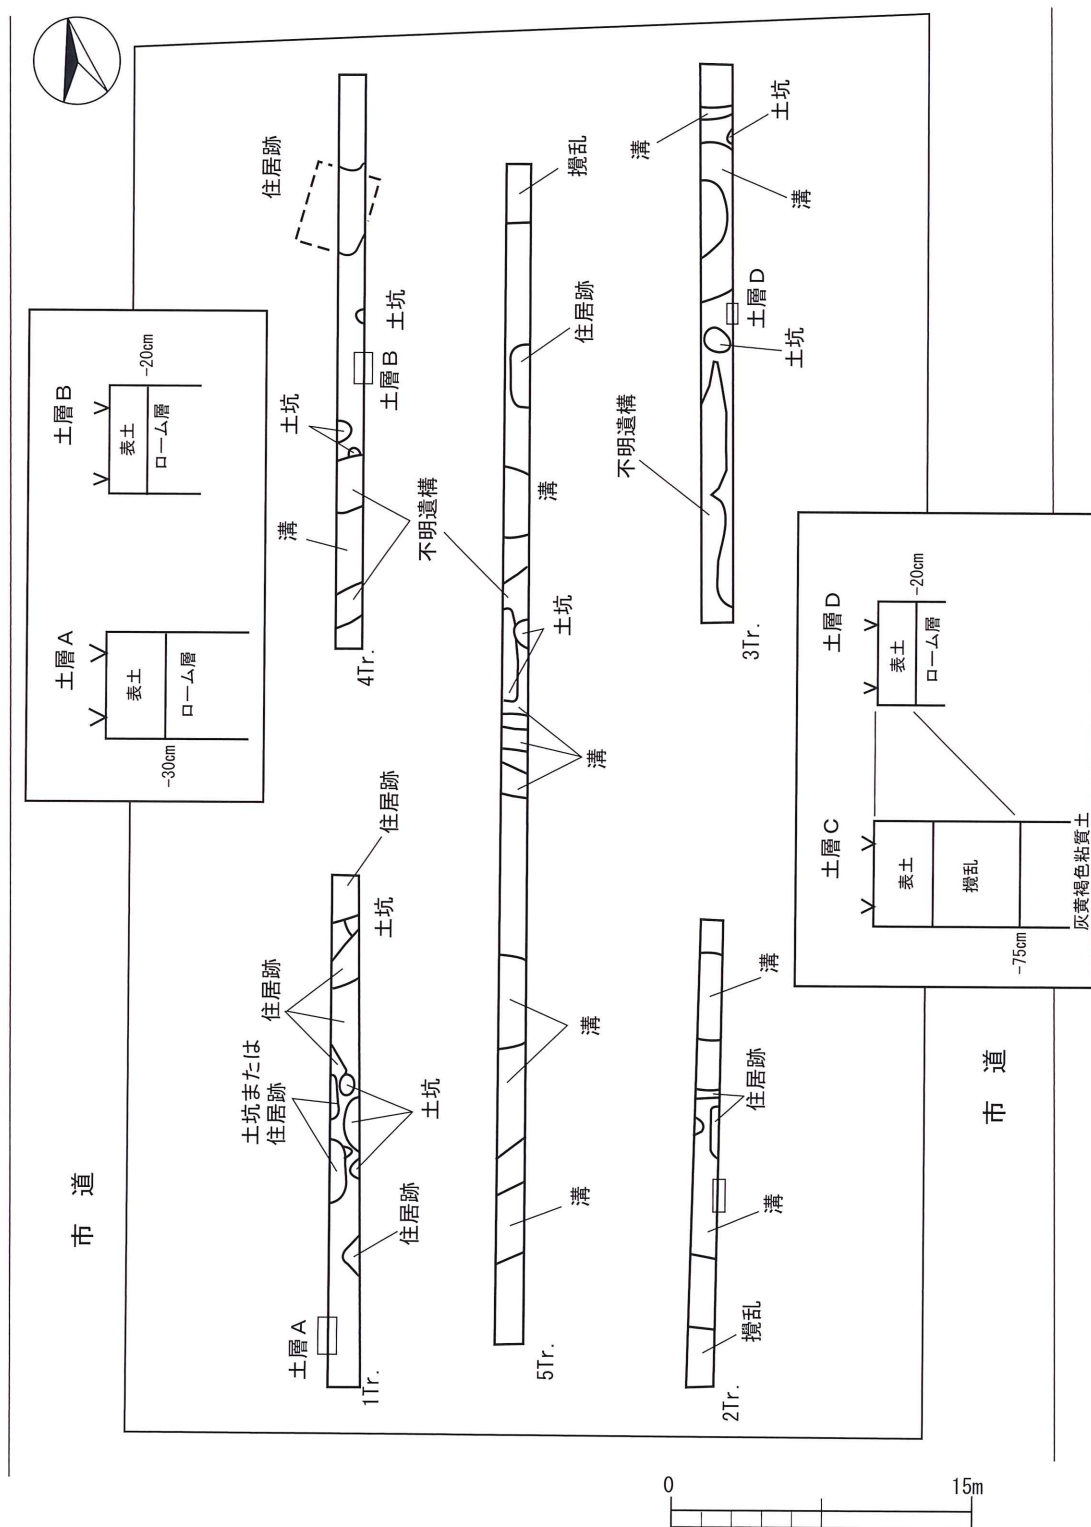 市道
土層A
表土
ローム層
-30cm
土層B
表土
ローム層
-20cm
住居跡
土坑
土層B
土坑
不明遺構
溝
4Tr.
住居跡
土坑
住居跡
土坑または
住居跡
土坑
住居跡
土層A
1Tr.
攪乱
住居跡
溝
土坑
溝
溝
溝
5Tr.
溝
土坑
溝
土層D
土坑
不明遺構
3Tr.
溝
住居跡
溝
攪乱
2Tr.
土層C
表土
攪乱
灰黄褐色粘質土
-75cm
土層D
表土
ローム層
-20cm
市道
0
15m